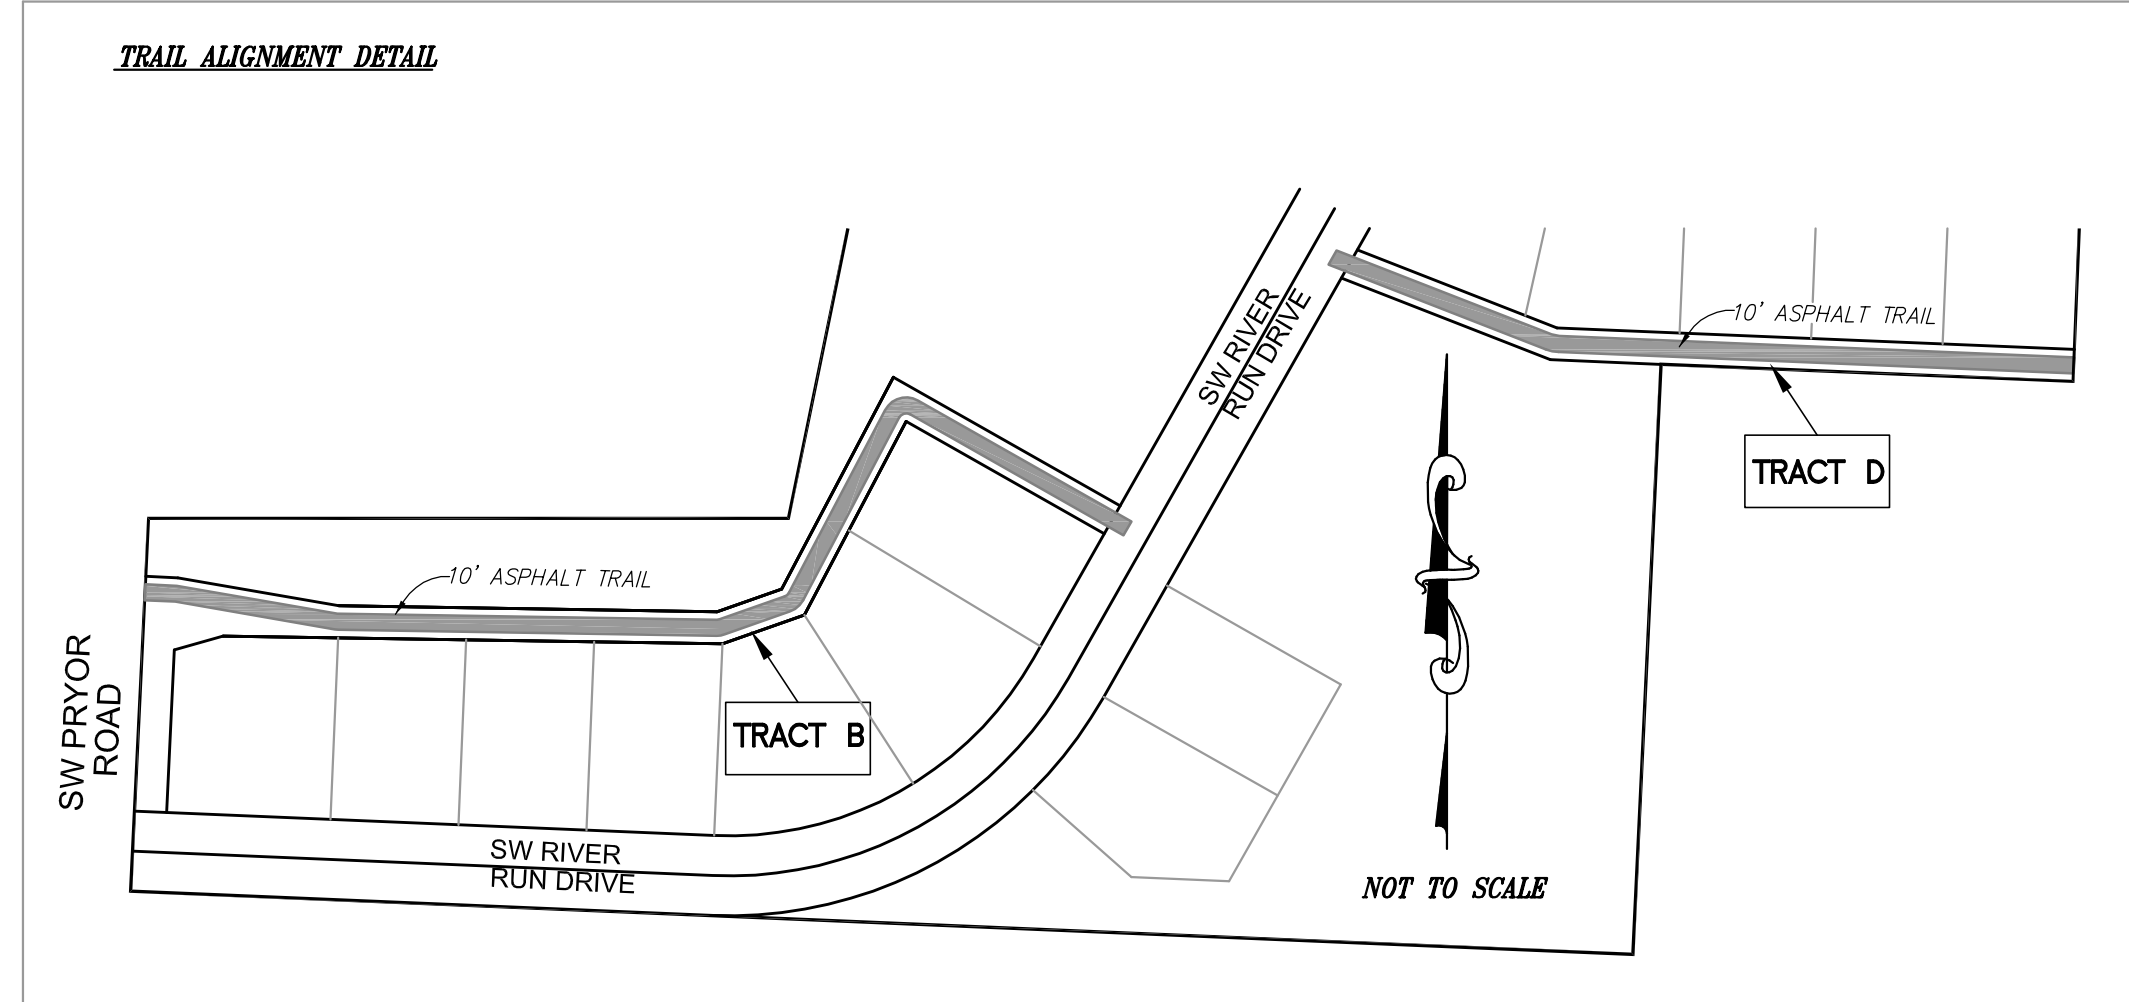 TRAIL ALIGNMENT DETAIL
SW RIVER
RUN DRIVE
10' ASPHALT TRAIL
TRACT D
10' ASPHALT TRAIL
SW PRYOR
ROAD
TRACT B
SW RIVER
RUN DRIVE
NOT TO SCALE